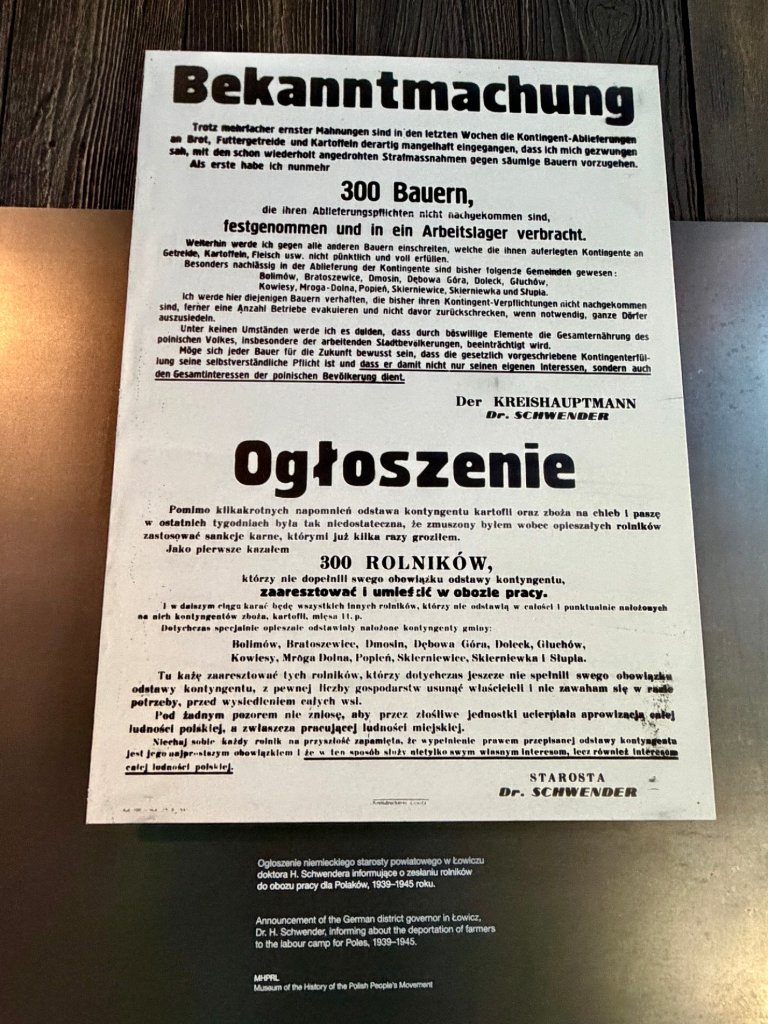 Bekanntmachung
Trotz mehrfacher ernster Mahnungen sind in den letzten Wochen die Kontingent-Ablieferungen
an Brot, Futtergetreide und Kartoffeln derartig mangelhaft eingegangen, dass ich mich gezwungen
sah, mit den schon wiederholt angedrohten Strafmassnahmen gegen säumige Bauern vorzugehen.
Als erste habe ich nunmehr
300 Bauern,
die ihren Ablieferungspflichten nicht nachgekommen sind,
festgenommen und in ein Arbeitslager verbracht.
Weiterhin werde ich gegen alle anderen Bauern einschreiten, welche die ihnen auferlegten Kontingente an
Getreide, Kartoffeln, Fleisch usw. nicht pünktlich und voll erfüllen.
Besonders nachlässig in der Ablieferung der Kontingente sind bisher folgende Gemeinden gewesen:
Bolimów, Bratoszewice, Dmosin, Dębowa Góra, Doleck, Głuchów,
Kowiesy, Mroga-Dolna, Popień, Skierniewice, Skierniewka und Słupia.
Ich werde hier diejenigen Bauern verhaften, die bisher ihren Kontingent-Verpflichtungen nicht nachgekommen
sind, ferner eine Anzahl Betriebe evakuieren und nicht davor zurückschrecken, wenn notwendig, ganze Dörfer
auszusiedeln.
Unter keinen Umständen werde ich es dulden, dass durch böswillige Elemente die Gesamternährung des
polnischen Volkes, insbesondere der arbeitenden Stadtbevölkerungen, beeinträchtigt wird.
Möge sich jeder Bauer für die Zukunft bewusst sein, dass die gesetzlich vorgeschriebene Kontingenterfül-
lung seine selbstverständliche Pflicht ist und dass er damit nicht nur seinen eigenen Interessen, sondern auch
den Gesamtinteressen der polnischen Bevölkerung dient.
Der KREISHAUPTMANN
Dr. SCHWENDER
Ogłoszenie
Pomimo kilkakrotnych napomnień odstawa kontyngentu kartofli oraz zboża na chleb i paszę
w ostatnich tygodniach była tak niedostateczna, że zmuszony byłem wobec opieszałych rolników
zastosować sankcje karne, którymi już kilka razy groziłem.
Jako pierwsze kazałem
300 ROLNIKÓW,
którzy nie dopełnili swego obowiązku odstawy kontyngentu,
zaaresztować i umieścić w obozie pracy.
I w dalszym ciągu karać będę wszystkich innych rolników, którzy nie odstawią w całości i punktualnie nałożonych
na nich kontyngentów zboża, kartofli, mięsa i t. p.
Dotychczas specjalnie opieszale odstawiały nałożone kontyngenty gminy:
Bolimów, Bratoszewice, Dmosin, Dębowa Góra, Doleck, Głuchów,
Kowiesy, Mroga Dolna, Popień, Skierniewice, Skierniewka i Słupia.
Tu każę zaaresztować tych rolników, którzy dotychczas jeszcze nie spełnili swego obowiązku
odstawy kontyngentu, z pewnej liczby gospodarstw usunąć właścicieli i nie zawaham się w razie
potrzeby, przed wysiedleniem całych wsi.
Pod żadnym pozorem nie zniosę, aby przez złośliwe jednostki ucierpiała aprowizacja całej
ludności polskiej, a zwłaszcza pracującej ludności miejskiej.
Niechaj sobie każdy rolnik na przyszłość zapamięta, że wypełnienie prawem przepisanej odstawy kontyngentu
jest jego najprostszym obowiązkiem i że w ten sposób służy nietylko swym własnym interesom, lecz również interesom
całej ludności polskiej.
STAROSTA
Dr. SCHWENDER
Ogłoszenie niemieckiego starosty powiatowego w Łowiczu
doktora H. Schwendera informujące o zesłaniu rolników
do obozu pracy dla Polaków, 1939–1945 roku.
Announcement of the German district governor in Łowicz,
Dr. H. Schwender, informing about the deportation of farmers
to the labour camp for Poles, 1939–1945.
MHPRL
Museum of the History of the Polish People's Movement